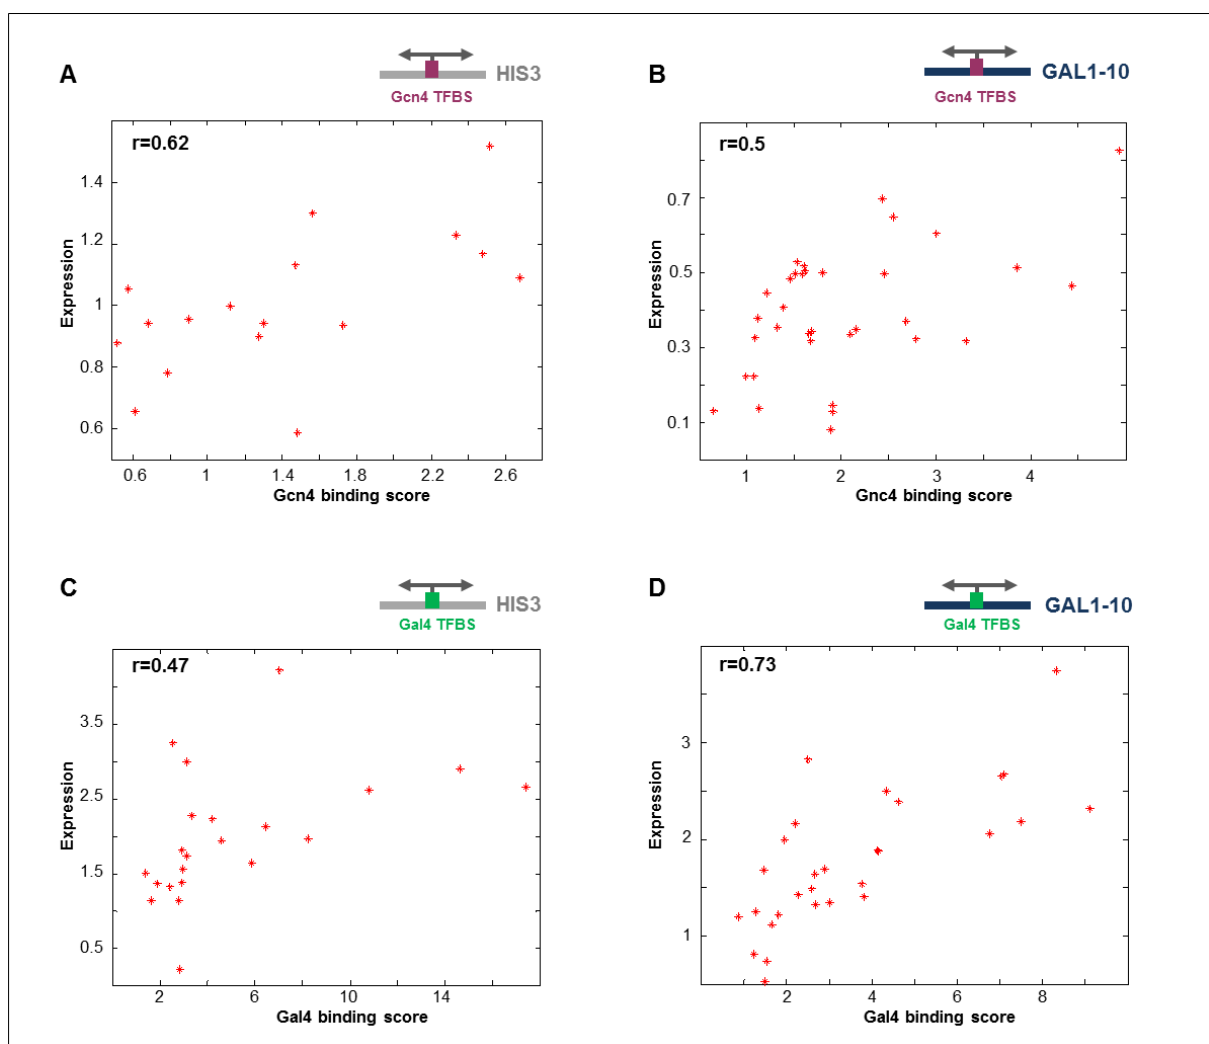 A
HIS3
Gcn4 TFBS
r=0.62
1.4
1.2
1
0.8
0.6
Expression
0.6 1 1.4 1.8 2.2 2.6
Gcn4 binding score
B
GAL1-10
Gcn4 TFBS
r=0.5
0.7
0.5
0.3
0.1
Expression
1 2 3 4
Gnc4 binding score
C
HIS3
Gal4 TFBS
r=0.47
3.5
2.5
1.5
0.5
Expression
2 6 10 14
Gal4 binding score
D
GAL1-10
Gal4 TFBS
r=0.73
3
2
1
Expression
2 4 6 8
Gal4 binding score